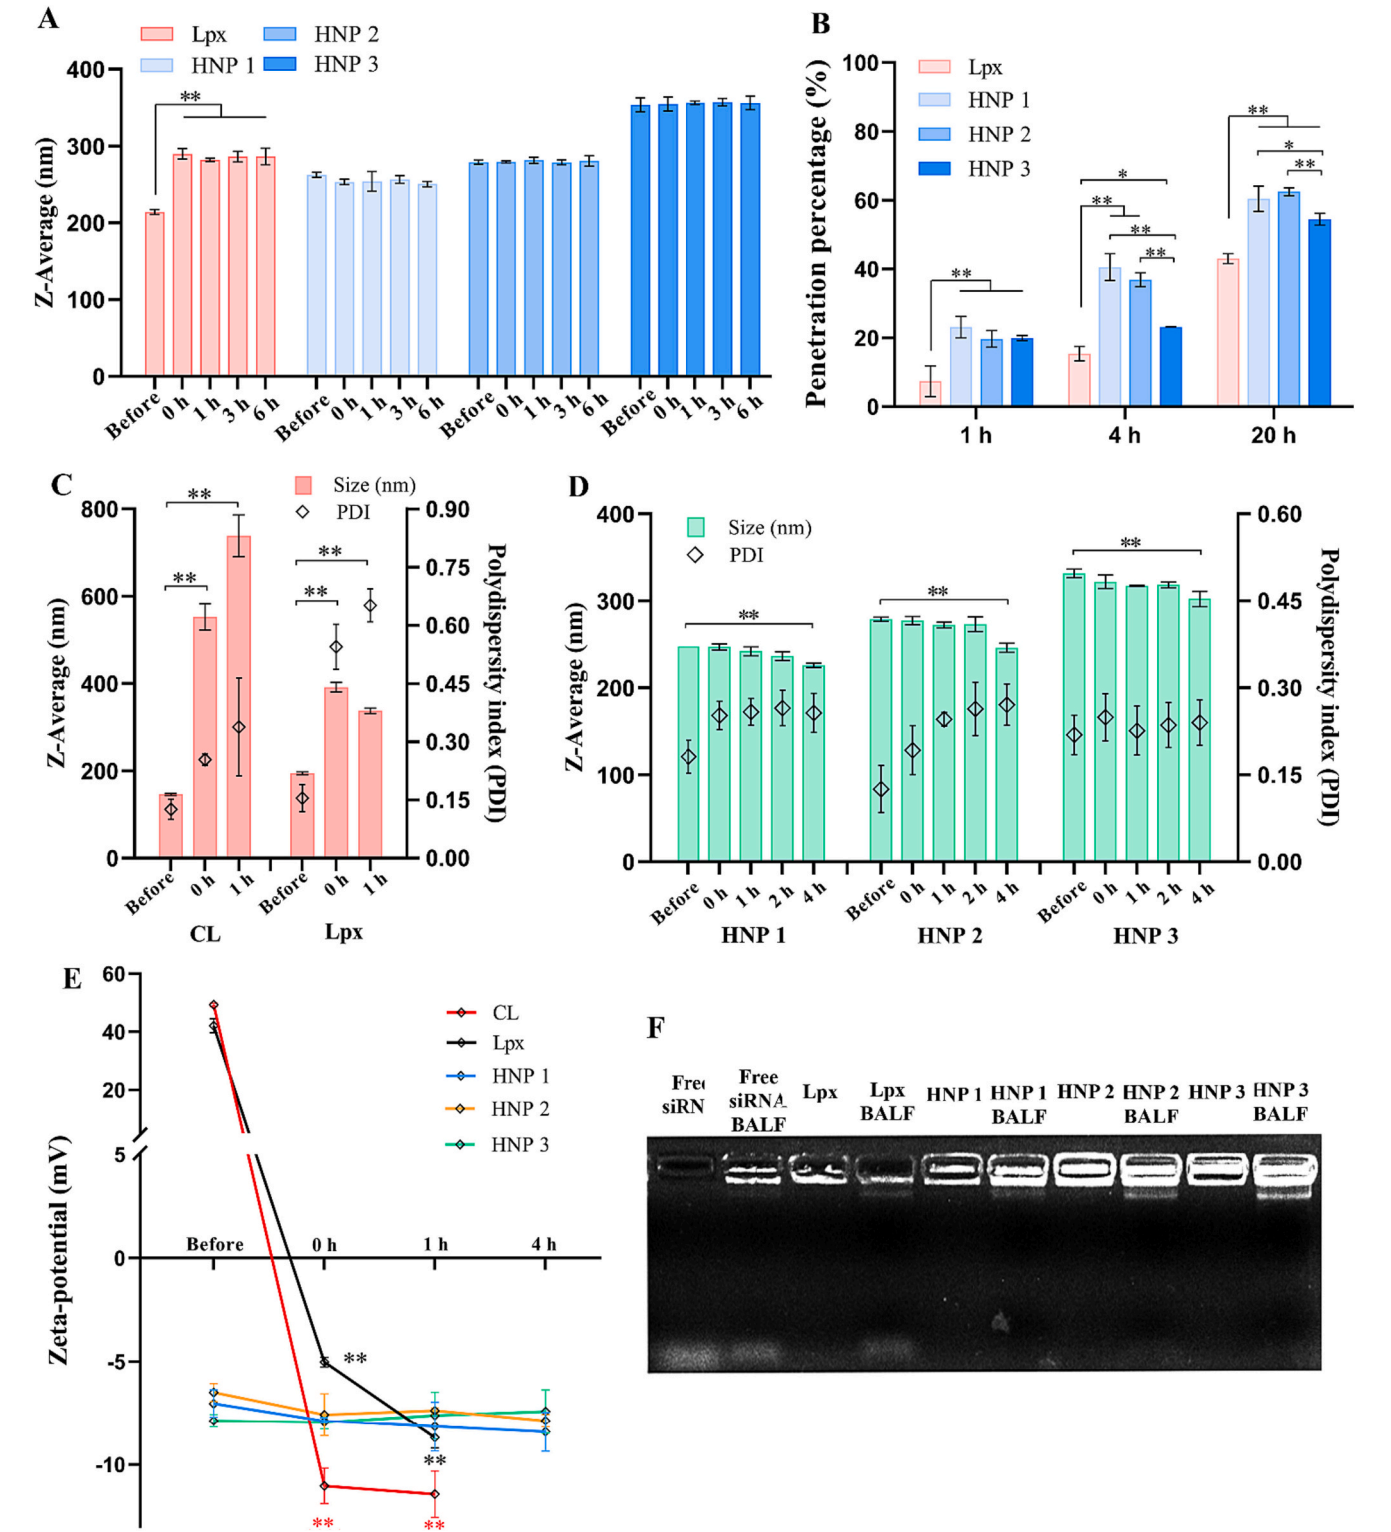 A
Lpx
HNP 2
HNP 1
HNP 3
**
Z-Average (nm)
400
300
200
100
0
Before 0 h 1 h 3 h 6 h Before 0 h 1 h 3 h 6 h Before 0 h 1 h 3 h 6 h Before 0 h 1 h 3 h 6 h
B
Lpx
HNP 1
HNP 2
HNP 3
Penetration percentage (%)
100
80
60
40
20
0
** * ** ** ** ** * **
1 h 4 h 20 h
C
Size (nm)
PDI
Z-Average (nm)
800
600
400
200
0
** ** ** **
0.90
0.75
0.60
0.45
0.30
0.15
0.00
Polydispersity index (PDI)
Before 0 h 1 h Before 0 h 1 h
CL Lpx
D
Size (nm)
PDI
Z-Average (nm)
400
300
200
100
0
** ** **
0.60
0.45
0.30
0.15
0.00
Polydispersity index (PDI)
Before 0 h 1 h 2 h 4 h Before 0 h 1 h 2 h 4 h Before 0 h 1 h 2 h 4 h
HNP 1 HNP 2 HNP 3
E
60
40
20
5
0
-5
-10
Zeta-potential (mV)
CL
Lpx
HNP 1
HNP 2
HNP 3
Before 0 h 1 h 4 h
**
**
** **
F
Free
siRN
Free
siRNA
BALF
Lpx
Lpx
BALF
HNP 1
HNP 1
BALF
HNP 2
HNP 2
BALF
HNP 3
HNP 3
BALF